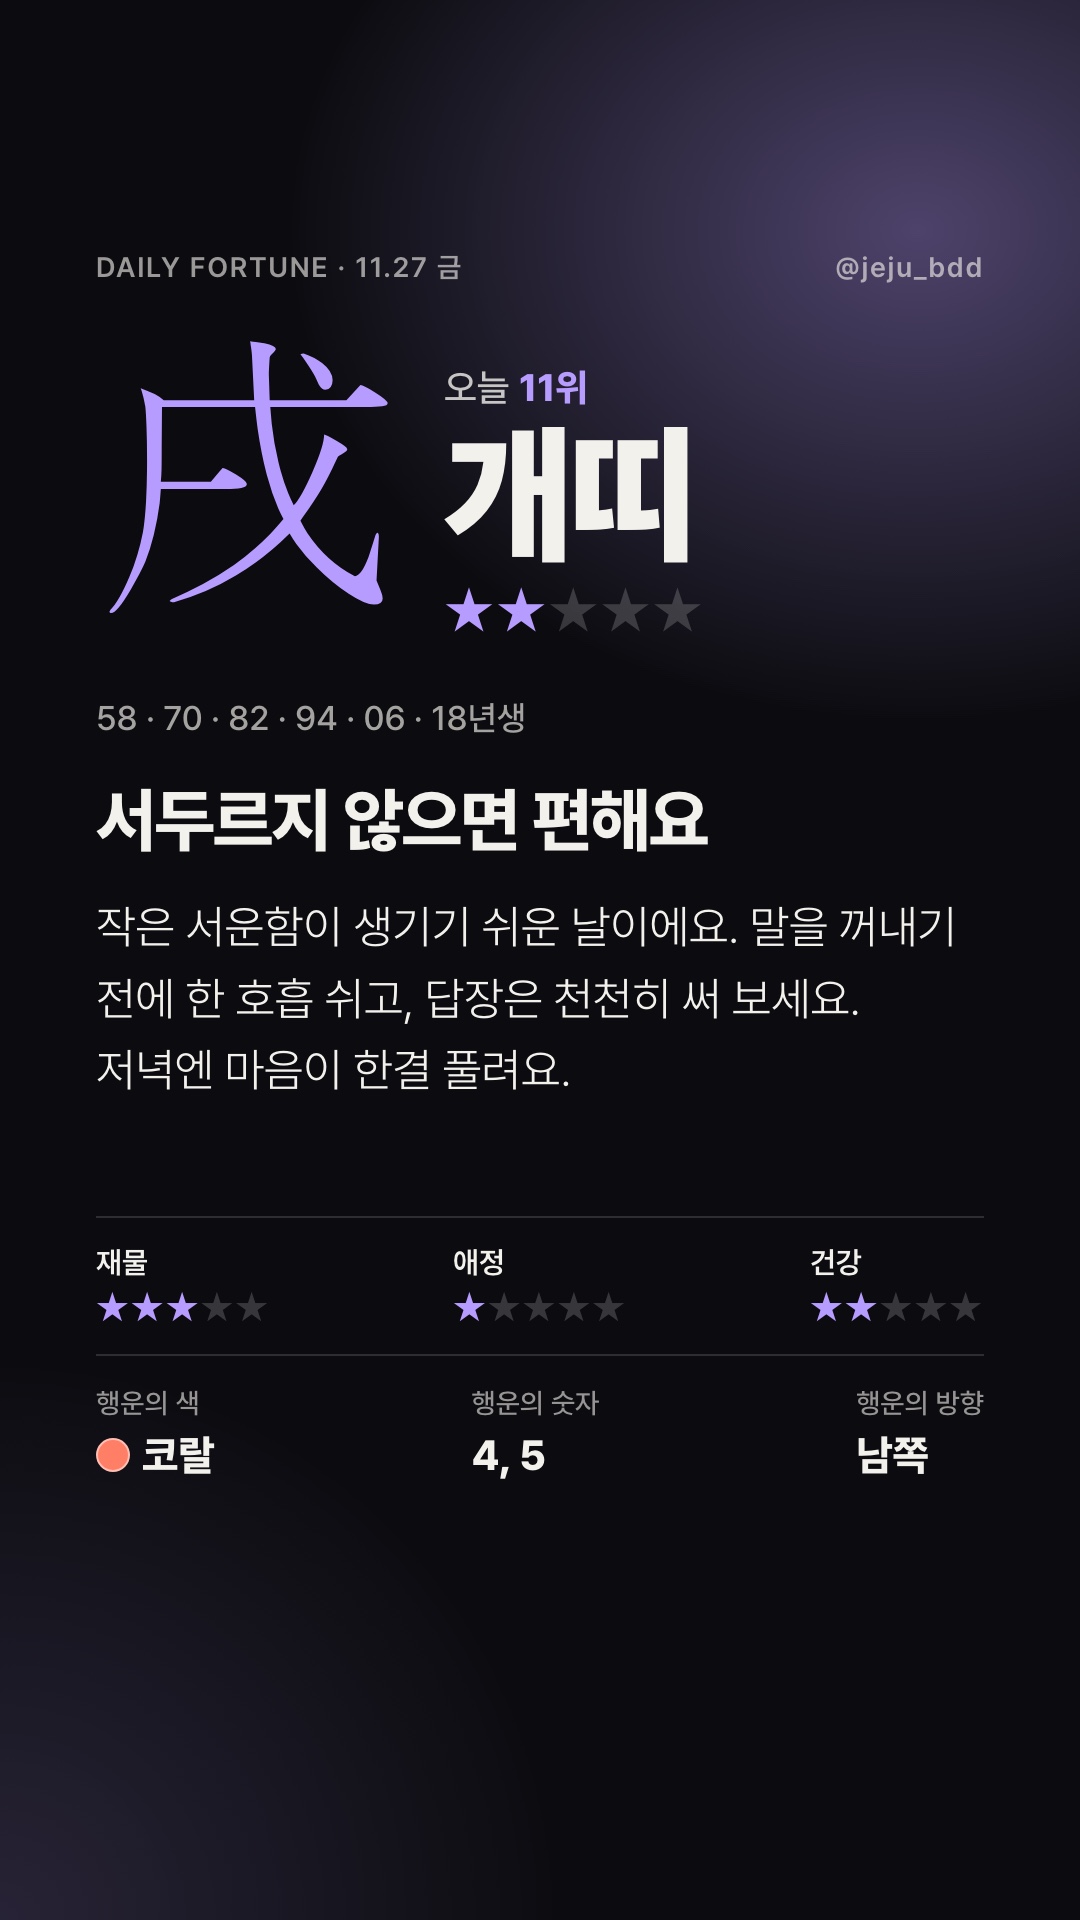 DAILY FORTUNE · 11.27 금
@jeju_bdd
戌
오늘 11위
개띠
★★★★★
58 · 70 · 82 · 94 · 06 · 18년생
서두르지 않으면 편해요
작은 서운함이 생기기 쉬운 날이에요. 말을 꺼내기
전에 한 호흡 쉬고, 답장은 천천히 써 보세요.
저녁엔 마음이 한결 풀려요.
재물 애정 건강
★★★★★ ★★★★★ ★★★★★
행운의 색 행운의 숫자 행운의 방향
코랄 4, 5 남쪽